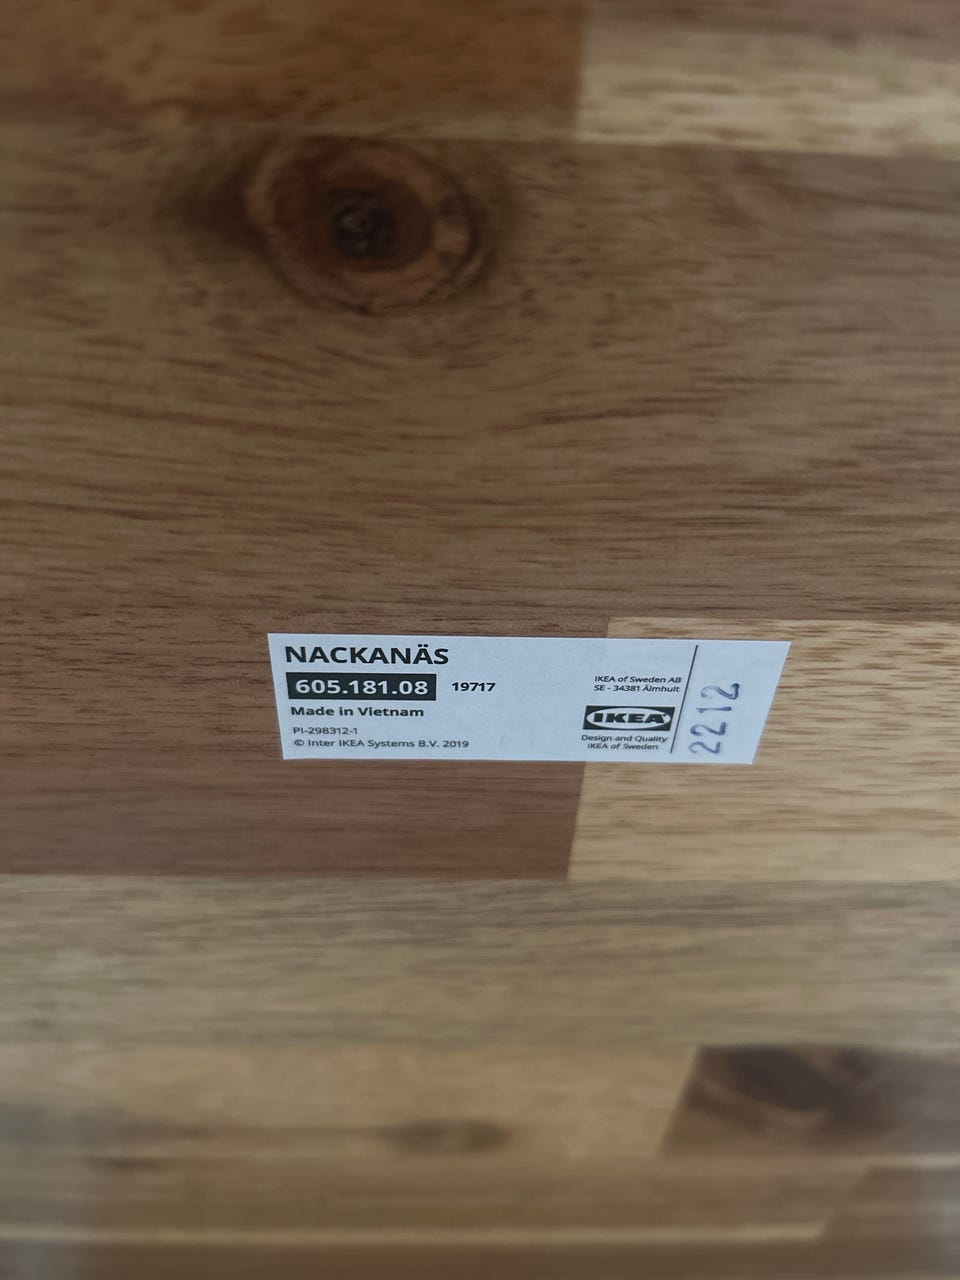 NACKANÄS
605.181.08 19717
Made in Vietnam
PI-298312-1
© Inter IKEA Systems B.V. 2019
IKEA of Sweden AB
SE - 34381 Älmhult
IKEA
Design and Quality
IKEA of Sweden
2212